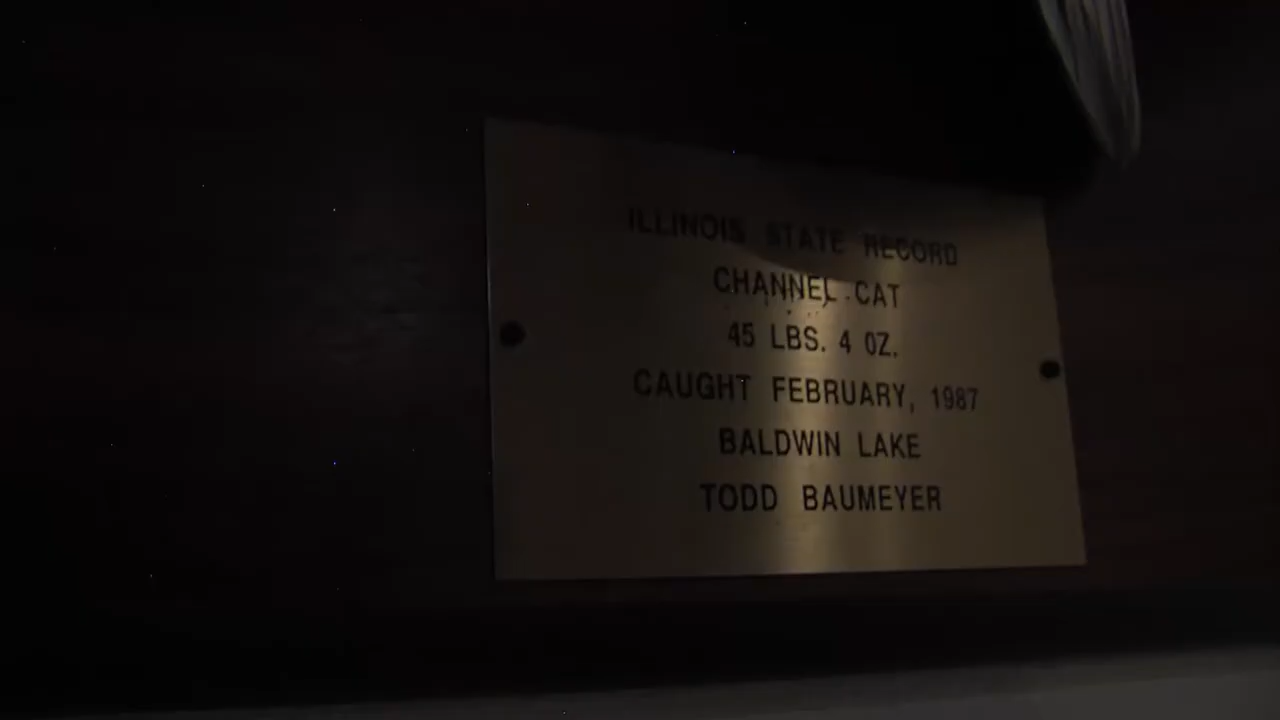 ILLINOIS STATE RECORD
CHANNEL CAT
45 LBS. 4 OZ.
CAUGHT FEBRUARY, 1987
BALDWIN LAKE
TODD BAUMEYER